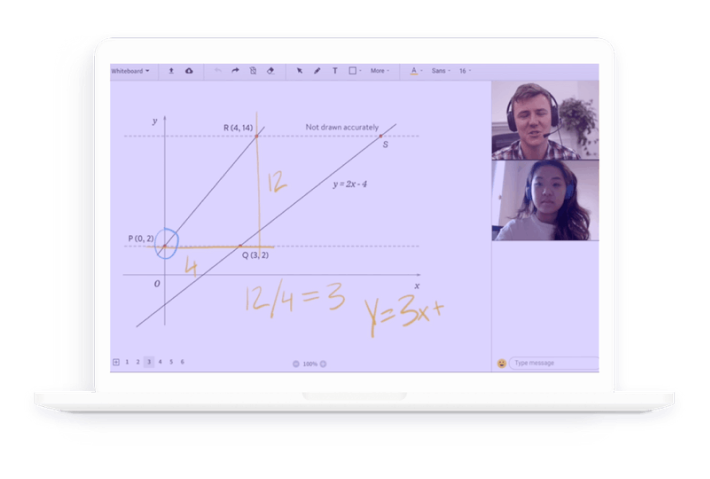 Whiteboard T More Sans 16
y
R (4, 14) Not drawn accurately
S
12
y = 2x - 4
P (0, 2)
Q (3, 2)
4
O x
12/4 = 3
y = 3x +
1 2 3 4 5 6 100% Type message